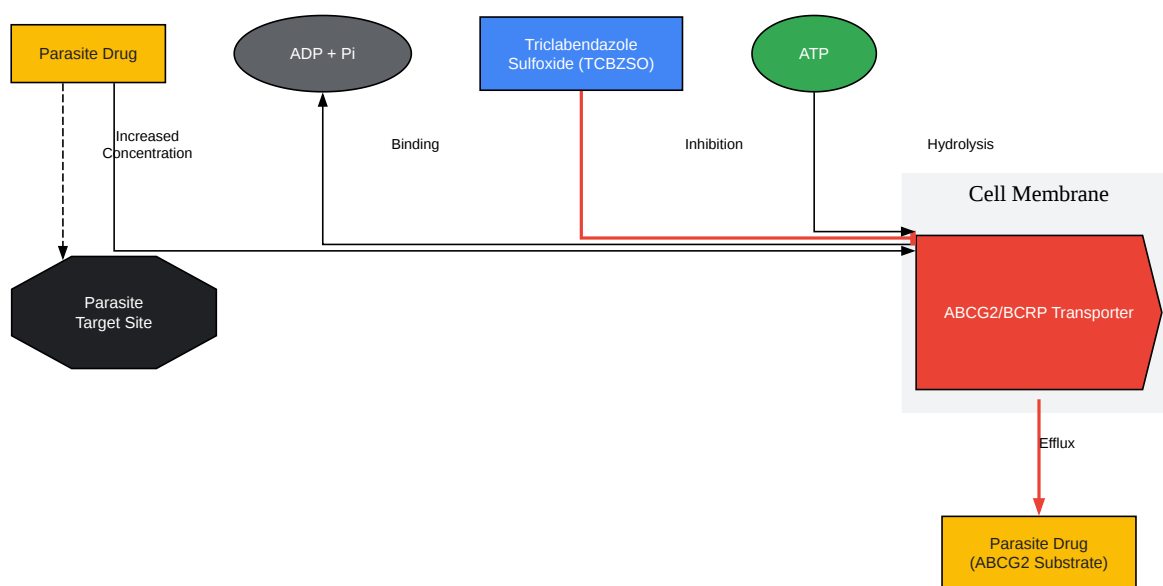 Parasite Drug
ADP + Pi
Triclabendazole
Sulfoxide (TCBZSO)
ATP
Increased
Concentration
Binding
Inhibition
Hydrolysis
Cell Membrane
Parasite
Target Site
ABCG2/BCRP Transporter
Efflux
Parasite Drug
(ABCG2 Substrate)